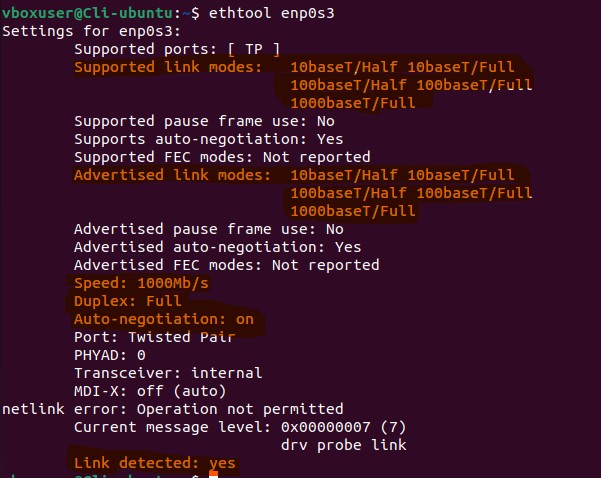 vboxuser@Cli-ubuntu:~$ ethtool enp0s3
Settings for enp0s3:
Supported ports: [ TP ]
Supported link modes:   10baseT/Half 10baseT/Full
100baseT/Half 100baseT/Full
1000baseT/Full
Supported pause frame use: No
Supports auto-negotiation: Yes
Supported FEC modes: Not reported
Advertised link modes:  10baseT/Half 10baseT/Full
100baseT/Half 100baseT/Full
1000baseT/Full
Advertised pause frame use: No
Advertised auto-negotiation: Yes
Advertised FEC modes: Not reported
Speed: 1000Mb/s
Duplex: Full
Auto-negotiation: on
Port: Twisted Pair
PHYAD: 0
Transceiver: internal
MDI-X: off (auto)
netlink error: Operation not permitted
Current message level: 0x00000007 (7)
drv probe link
Link detected: yes